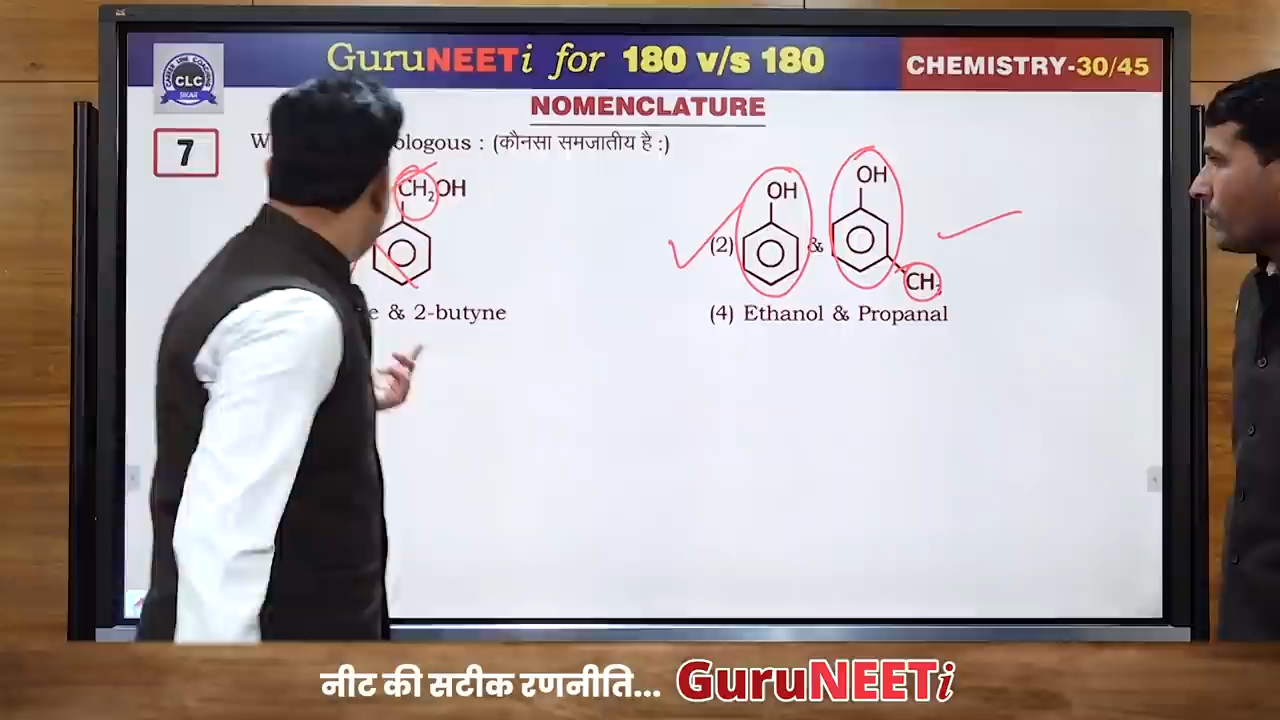 CLC
SIKAR
GuruNEETi for 180 v/s 180
CHEMISTRY-30/45
NOMENCLATURE
7
ologous : (कौनसा समजातीय है :)
CH₂OH
OH
OH
(2)
&
CH₃
e & 2-butyne
(4) Ethanol & Propanal
नीट की सटीक रणनीति... GuruNEETi